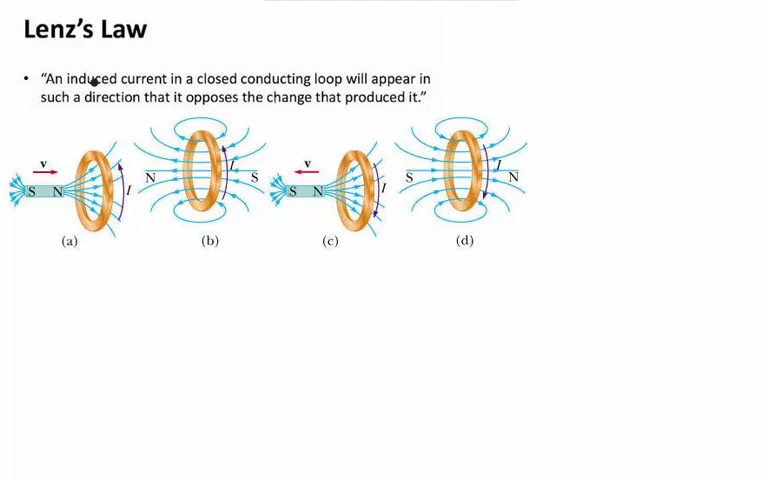 Lenz's Law
• "An induced current in a closed conducting loop will appear in
such a direction that it opposes the change that produced it."
v
S N
I
(a)
N
I
S
(b)
v
S N
I
(c)
S
I
N
(d)